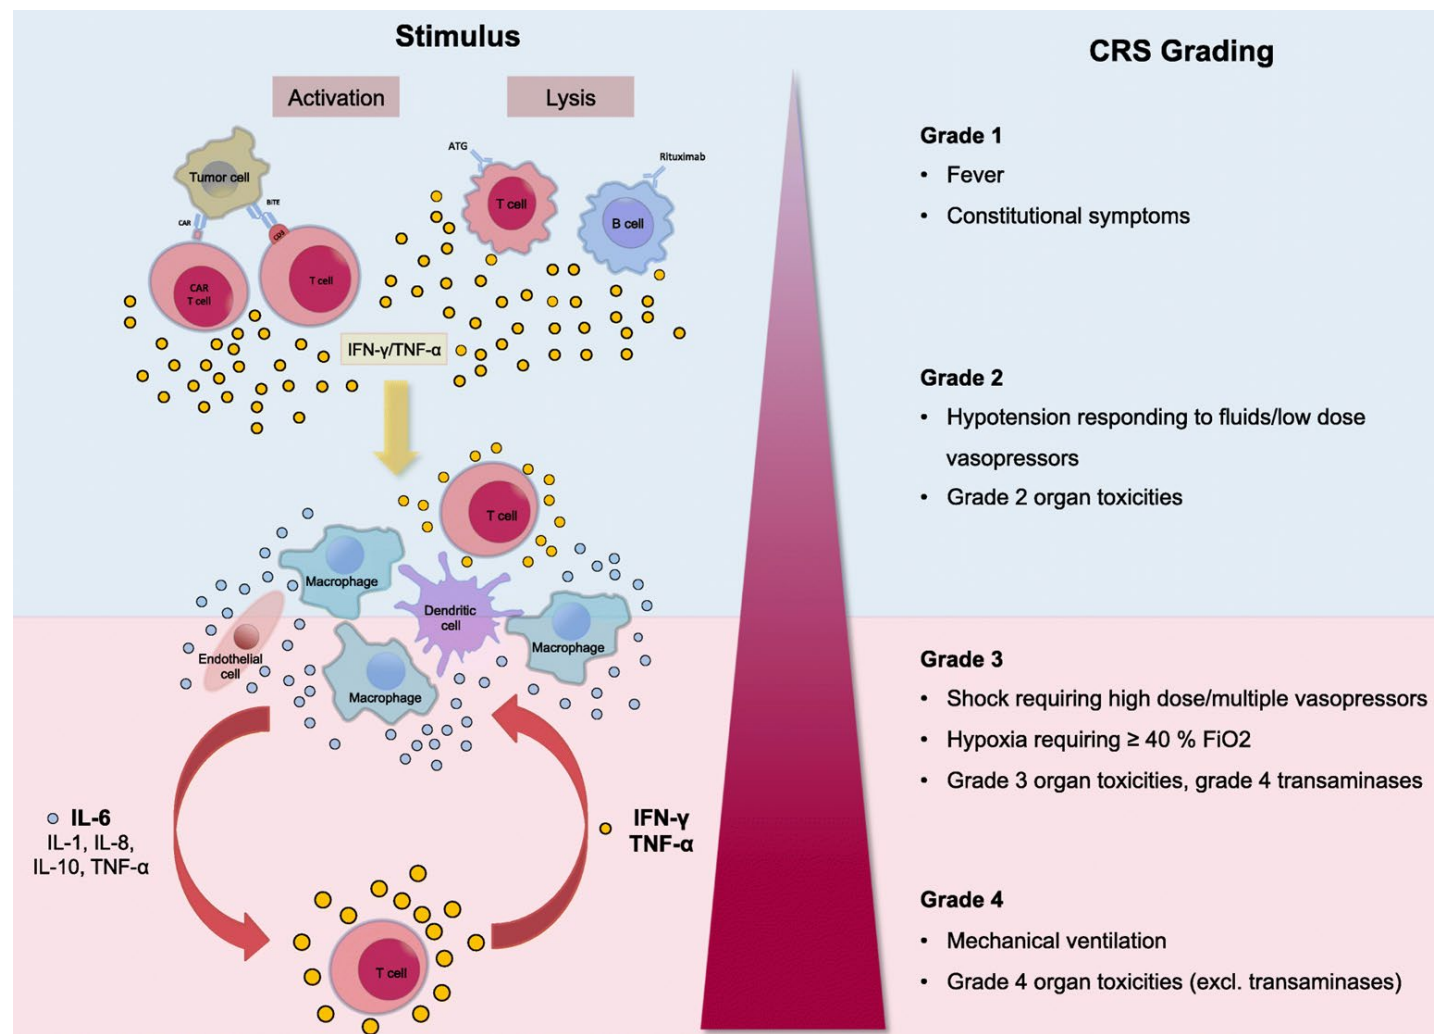 Stimulus
Activation
Lysis
Tumor cell
CAR
BITE
CD3
CAR
T cell
T cell
ATG
T cell
Rituximab
B cell
IFN-γ/TNF-α
T cell
Macrophage
Dendritic
cell
Macrophage
Endothelial
cell
Macrophage
IL-6
IL-1, IL-8,
IL-10, TNF-α
IFN-γ
TNF-α
T cell
CRS Grading
Grade 1
• Fever
• Constitutional symptoms
Grade 2
• Hypotension responding to fluids/low dose
vasopressors
• Grade 2 organ toxicities
Grade 3
• Shock requiring high dose/multiple vasopressors
• Hypoxia requiring ≥ 40 % FiO2
• Grade 3 organ toxicities, grade 4 transaminases
Grade 4
• Mechanical ventilation
• Grade 4 organ toxicities (excl. transaminases)